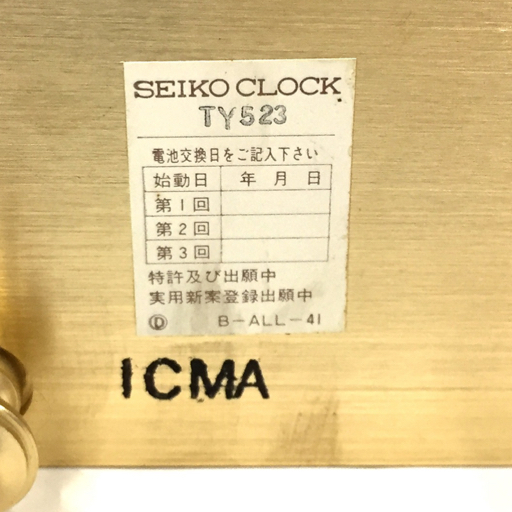 SEIKO CLOCK
TY523
電池交換日をご記入下さい
始動日 年 月 日
第1回
第2回
第3回
特許及び出願中
実用新案登録出願中
Ⓓ B-ALL-41
ICMA